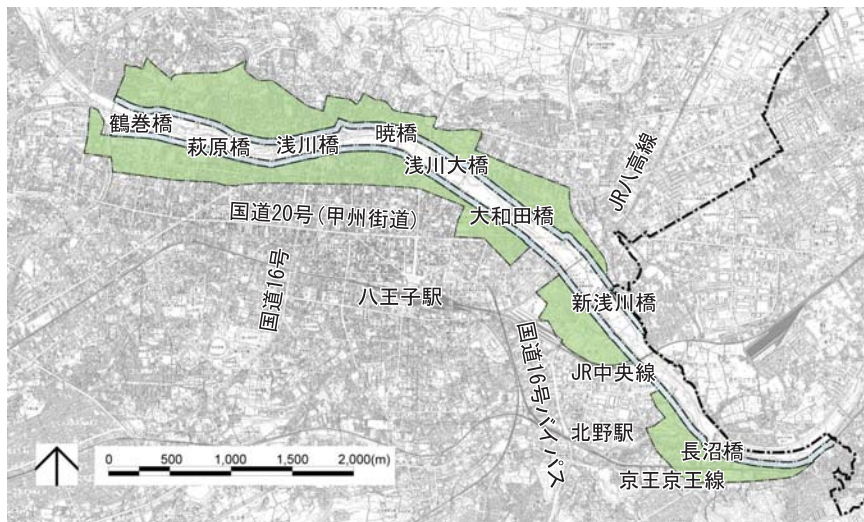 鶴巻橋
萩原橋
浅川橋
暁橋
浅川大橋
JR八高線
大和田橋
国道20号(甲州街道)
国道16号
八王子駅
新浅川橋
国道16号バイパス
JR中央線
北野駅
長沼橋
京王京王線
0 500 1,000 1,500 2,000(m)